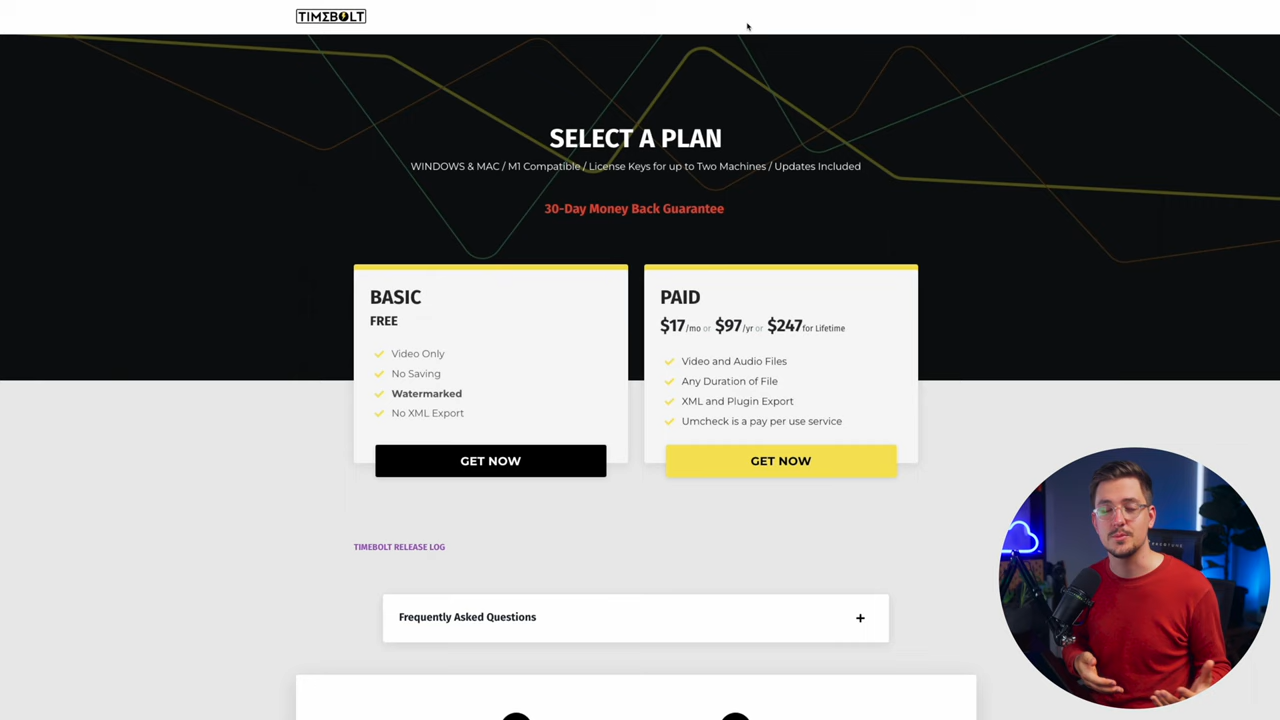 TIMEBOLT
SELECT A PLAN
WINDOWS & MAC / M1 Compatible / License Keys for up to Two Machines / Updates Included
30-Day Money Back Guarantee
BASIC
FREE
Video Only
No Saving
Watermarked
No XML Export
GET NOW
PAID
$17/mo or $97/yr or $247for Lifetime
Video and Audio Files
Any Duration of File
XML and Plugin Export
Umcheck is a pay per use service
GET NOW
TIMEBOLT RELEASE LOG
Frequently Asked Questions
+